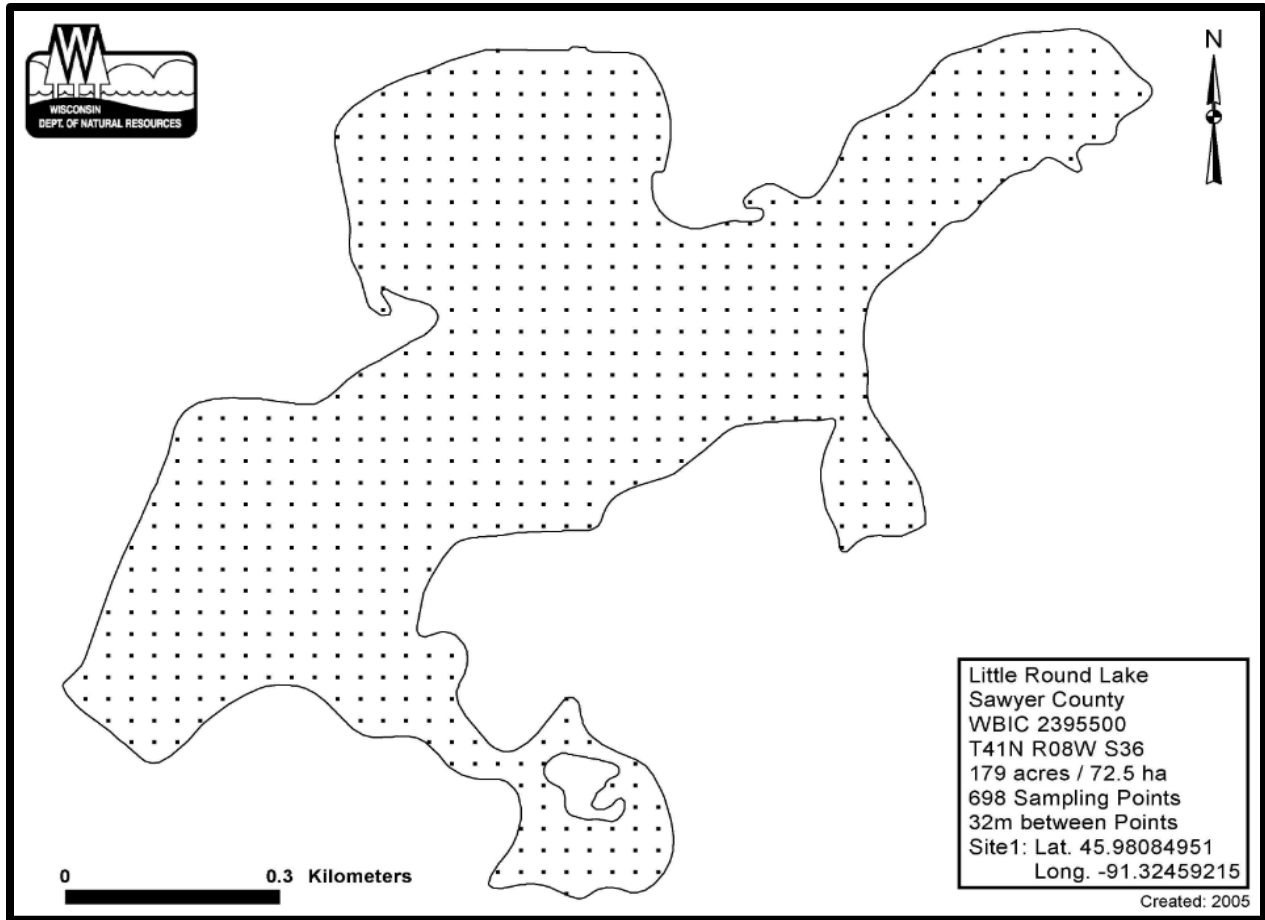 W
WISCONSIN
DEPT. OF NATURAL RESOURCES
N
0 0.3 Kilometers
Little Round Lake
Sawyer County
WBIC 2395500
T41N R08W S36
179 acres / 72.5 ha
698 Sampling Points
32m between Points
Site1: Lat. 45.98084951
Long. -91.32459215
Created: 2005